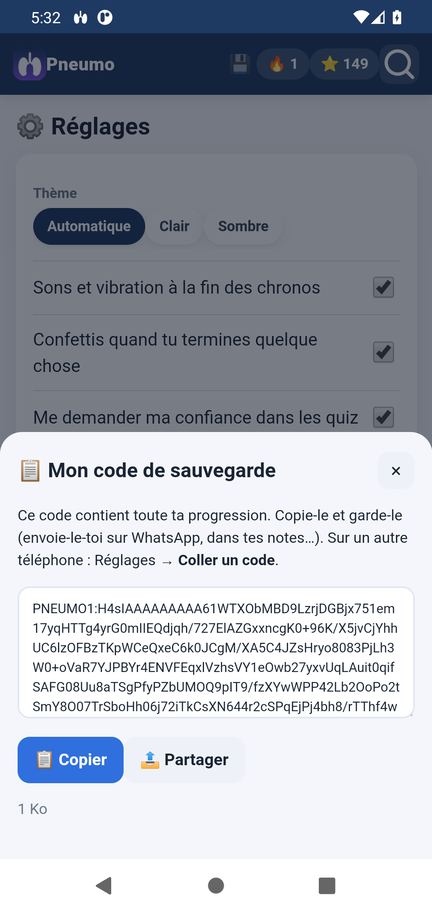 5:32
Pneumo
1
149
Réglages
Thème
Automatique
Clair
Sombre
Sons et vibration à la fin des chronos
Confettis quand tu termines quelque
chose
Me demander ma confiance dans les quiz
Mon code de sauvegarde
Ce code contient toute ta progression. Copie-le et garde-le
(envoie-le-toi sur WhatsApp, dans tes notes…). Sur un autre
téléphone : Réglages → Coller un code.
PNEUMO1:H4sIAAAAAAAAA61WTXObMBD9LzrjDGBjx751em
17yqHTTg4yrG0mIIEQdjqh/727ElAZGxxncgK0+96K/X5jvCjYhh
UC6IzOFBzTKpWCeQxeC6k0JCgM/XA5C4JZsHryo8083PjLh3
W0+oVaR7YJPBYr4ENVFEqxIVzhsVY1eOwb27yxvUqLAuit0qif
SAFG08Uu8aTSgPfyPZbUMOQ9pIT9/fzXYwWPP42Lb2OoPo2t
SmY8O07TrSboHh06j72iTkCsXN644r2cSPqEjPj4bh8/rTThf4w
Copier
Partager
1 Ko